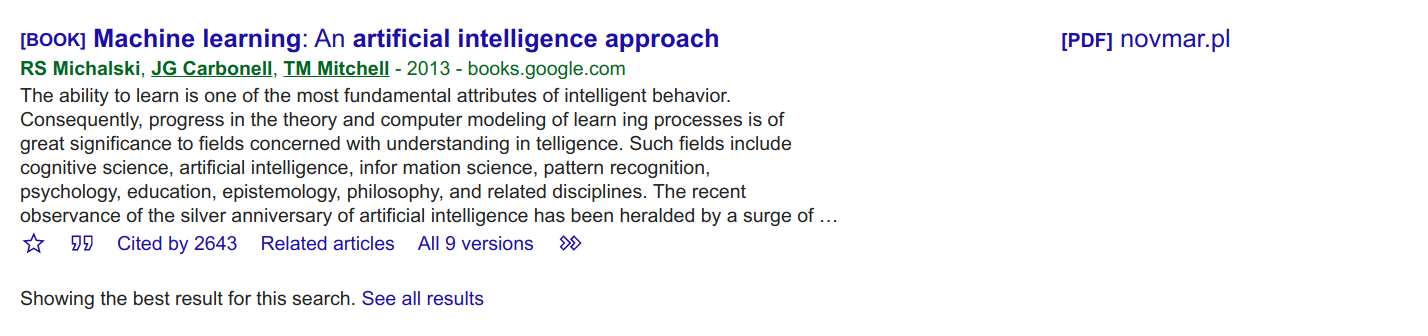 [BOOK] Machine learning: An artificial intelligence approach
[PDF] novmar.pl
RS Michalski, JG Carbonell, TM Mitchell - 2013 - books.google.com
The ability to learn is one of the most fundamental attributes of intelligent behavior.
Consequently, progress in the theory and computer modeling of learn ing processes is of
great significance to fields concerned with understanding in telligence. Such fields include
cognitive science, artificial intelligence, infor mation science, pattern recognition,
psychology, education, epistemology, philosophy, and related disciplines. The recent
observance of the silver anniversary of artificial intelligence has been heralded by a surge of …
Cited by 2643 Related articles All 9 versions
Showing the best result for this search. See all results